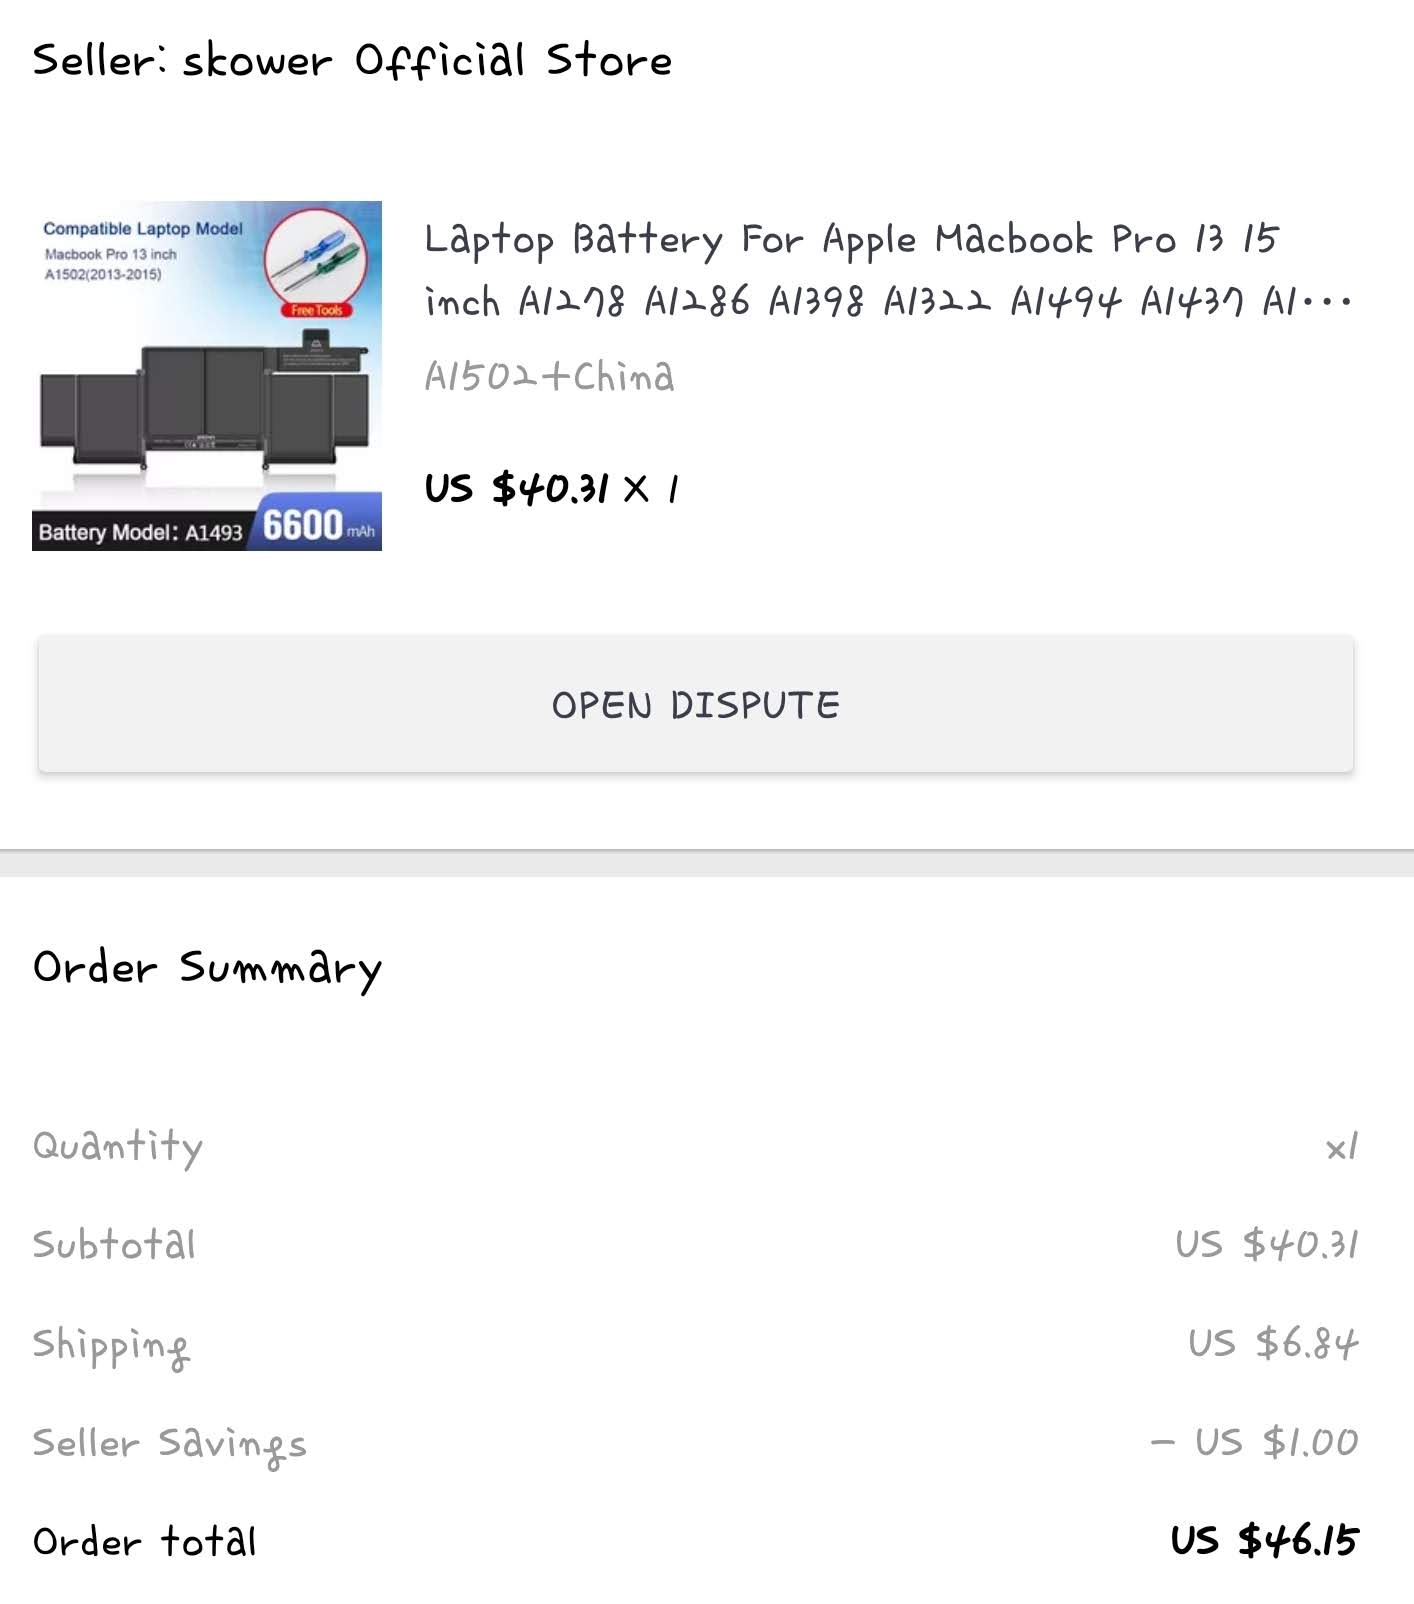 Seller: skower Official Store
Compatible Laptop Model
Macbook Pro 13 inch
A1502(2013-2015)
Free Tools
Battery Model: A1493
6600 mAh
Laptop Battery For Apple Macbook Pro 13 15
inch A1278 A1286 A1398 A1322 A1494 A1437 A1...
A1502+China
US $40.31 X 1
OPEN DISPUTE
Order Summary
Quantity x1
Subtotal US $40.31
Shipping US $6.84
Seller Savings - US $1.00
Order total US $46.15